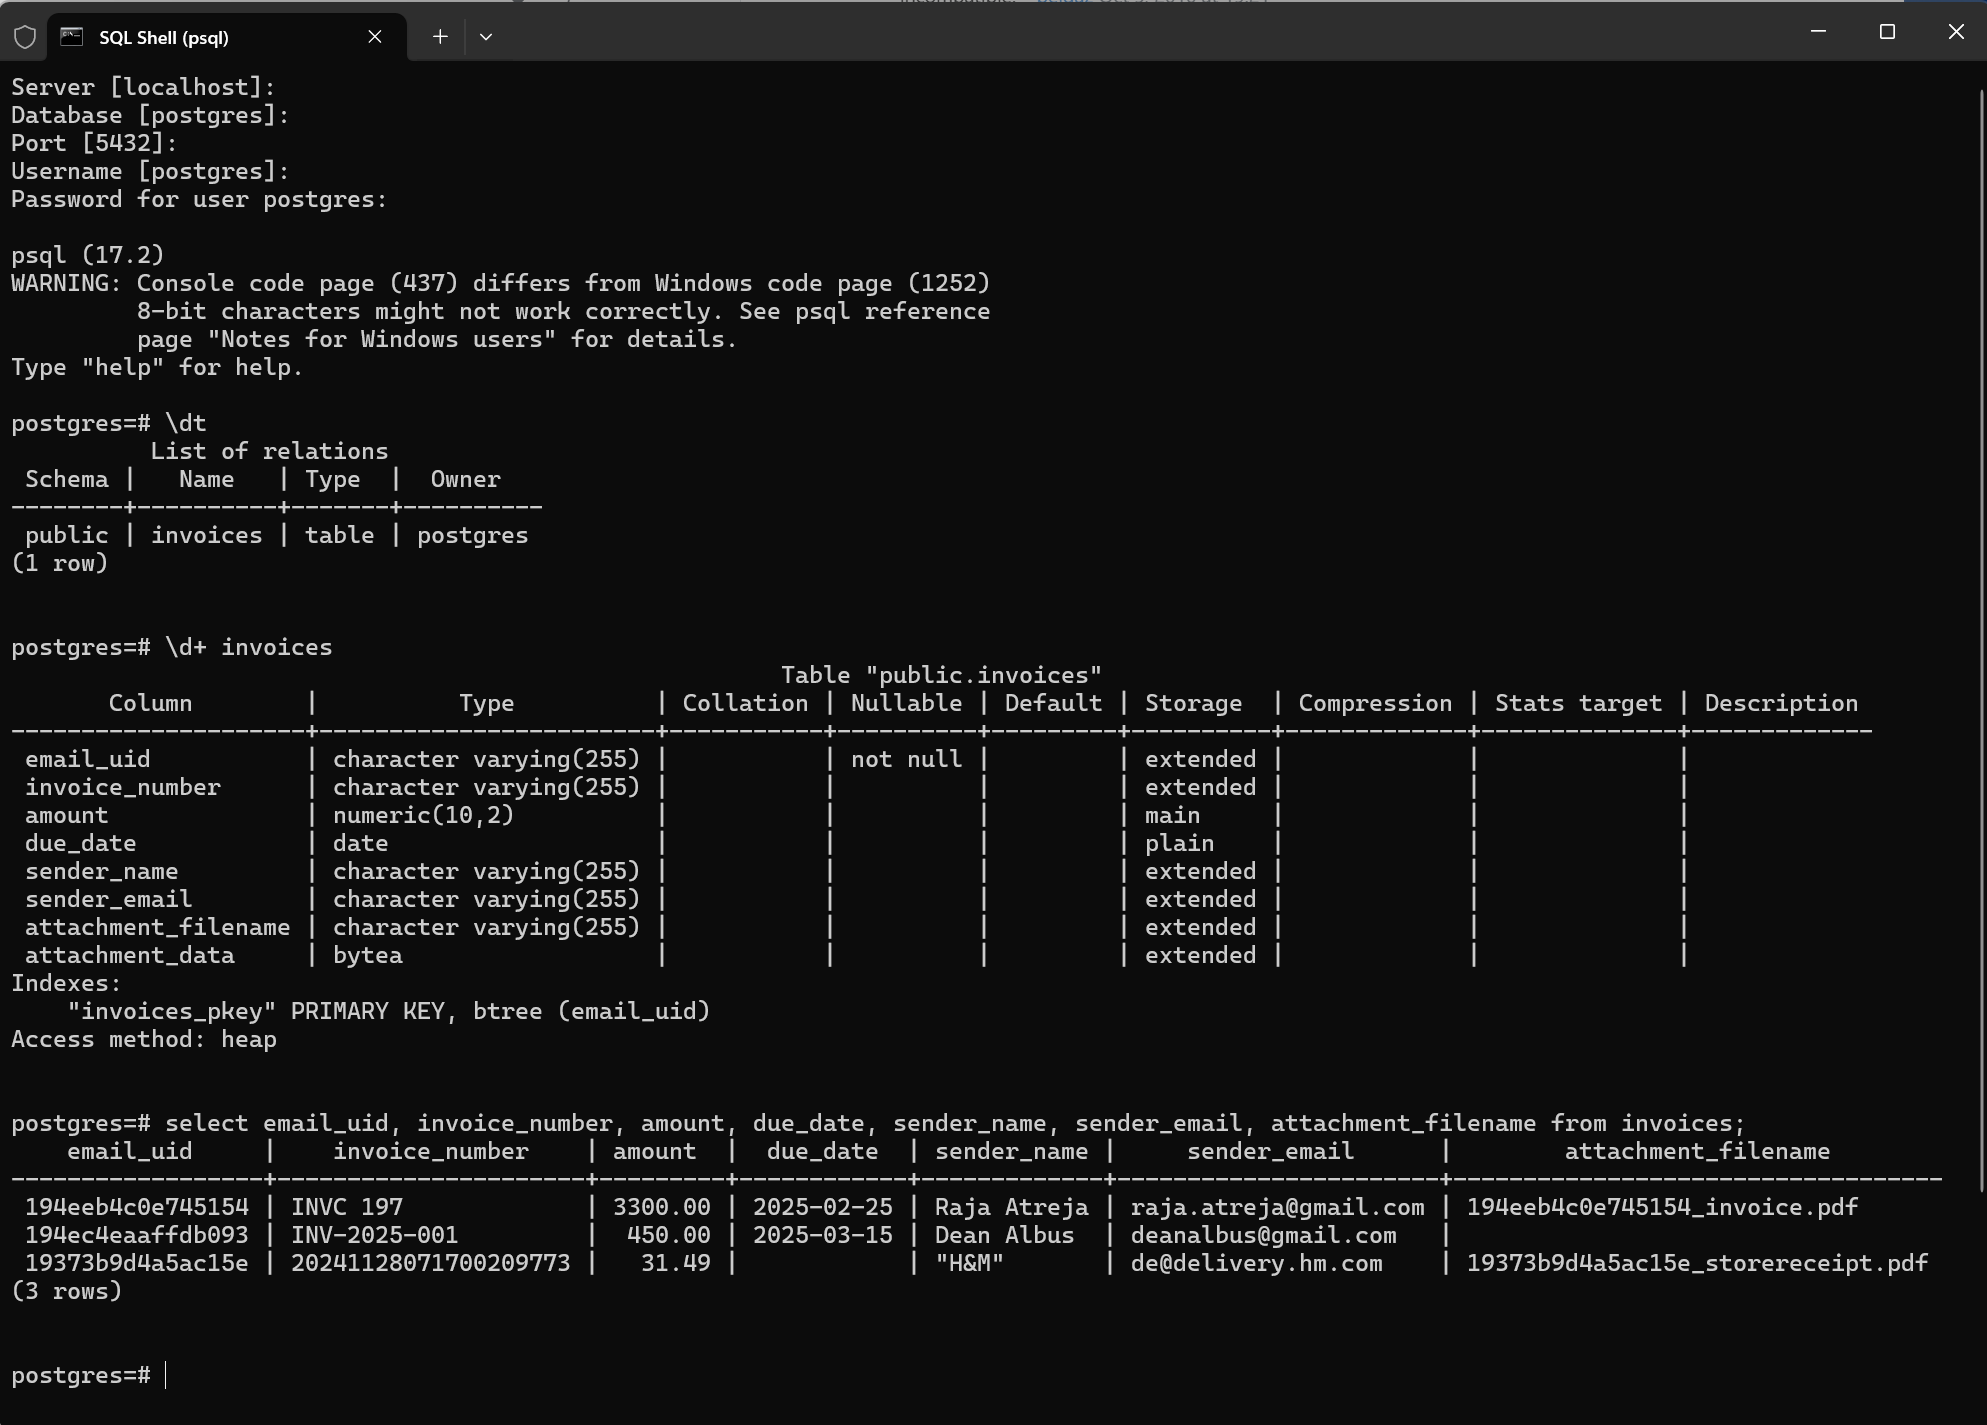 SQL Shell (psql)
Server [localhost]:
Database [postgres]:
Port [5432]:
Username [postgres]:
Password for user postgres:

psql (17.2)
WARNING: Console code page (437) differs from Windows code page (1252)
         8-bit characters might not work correctly. See psql reference
         page "Notes for Windows users" for details.
Type "help" for help.

postgres=# \dt
          List of relations
 Schema |   Name   | Type  |  Owner
--------+----------+-------+----------
 public | invoices | table | postgres
(1 row)


postgres=# \d+ invoices
                                                       Table "public.invoices"
       Column        |          Type          | Collation | Nullable | Default | Storage  | Compression | Stats target | Description
---------------------+------------------------+-----------+----------+---------+----------+-------------+--------------+-------------
 email_uid           | character varying(255) |           | not null |         | extended |             |              |
 invoice_number      | character varying(255) |           |          |         | extended |             |              |
 amount              | numeric(10,2)          |           |          |         | main     |             |              |
 due_date            | date                   |           |          |         | plain    |             |              |
 sender_name         | character varying(255) |           |          |         | extended |             |              |
 sender_email        | character varying(255) |           |          |         | extended |             |              |
 attachment_filename | character varying(255) |           |          |         | extended |             |              |
 attachment_data     | bytea                  |           |          |         | extended |             |              |
Indexes:
    "invoices_pkey" PRIMARY KEY, btree (email_uid)
Access method: heap


postgres=# select email_uid, invoice_number, amount, due_date, sender_name, sender_email, attachment_filename from invoices;
    email_uid     |    invoice_number    | amount  |  due_date  | sender_name |     sender_email      |        attachment_filename
------------------+----------------------+---------+------------+-------------+-----------------------+-----------------------------------
 194eeb4c0e745154 | INVC 197             | 3300.00 | 2025-02-25 | Raja Atreja | raja.atreja@gmail.com | 194eeb4c0e745154_invoice.pdf
 194ec4eaaffdb093 | INV-2025-001         |  450.00 | 2025-03-15 | Dean Albus  | deanalbus@gmail.com   |
 19373b9d4a5ac15e | 20241128071700209773 |   31.49 |            | "H&M"       | de@delivery.hm.com    | 19373b9d4a5ac15e_storereceipt.pdf
(3 rows)


postgres=#